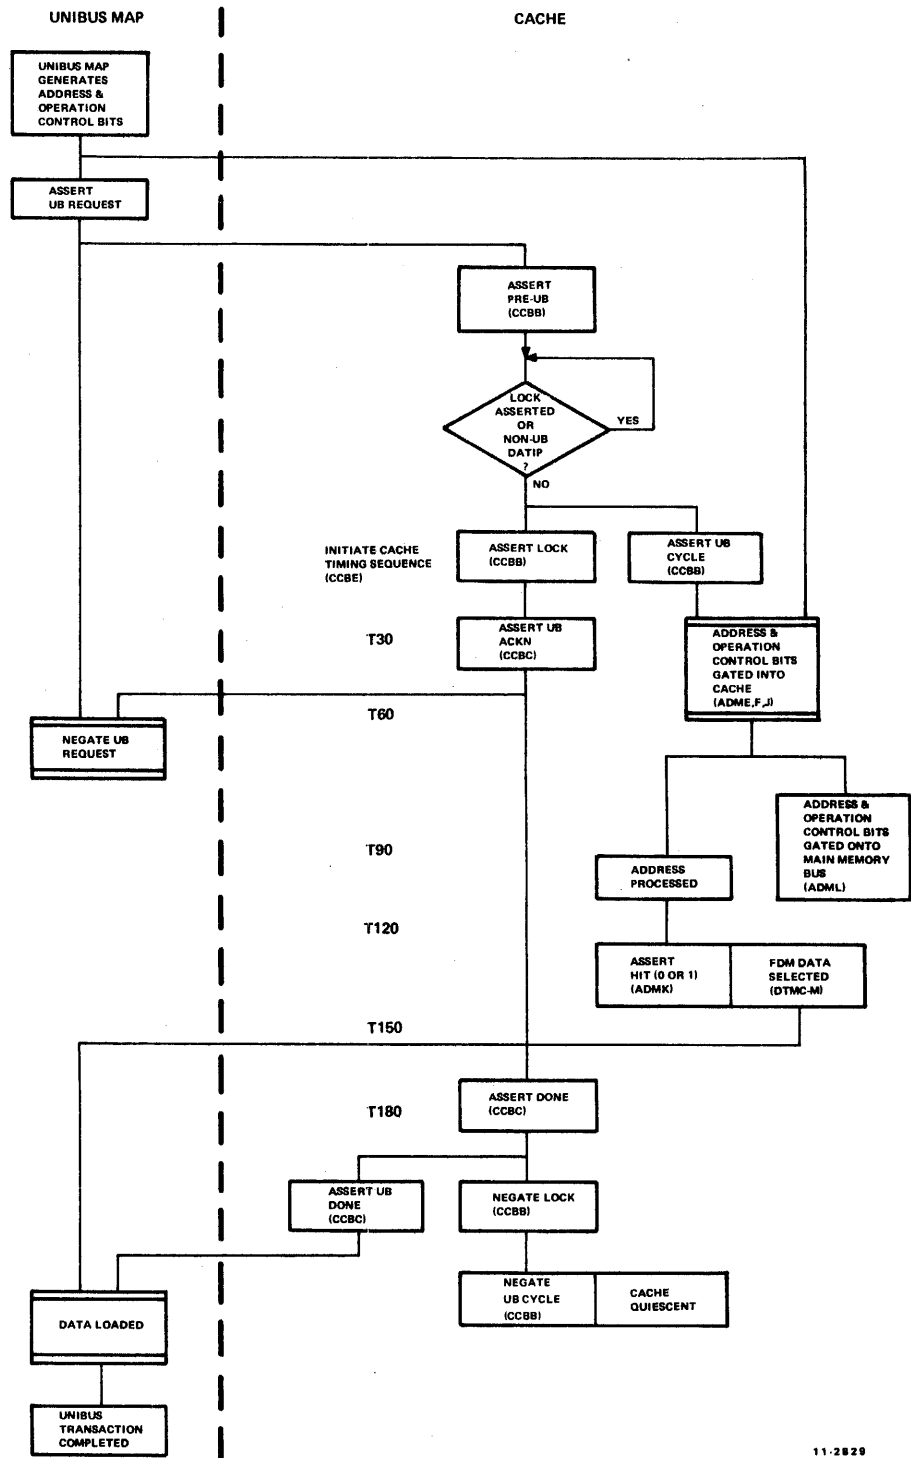 UNIBUS MAP
CACHE
UNIBUS MAP
GENERATES
ADDRESS &
OPERATION
CONTROL BITS
ASSERT
UB REQUEST
ASSERT
PRE-UB
(CCBB)
LOCK
ASSERTED
OR
NON-UB
DATIP
?
YES
NO
INITIATE CACHE
TIMING SEQUENCE
(CCBE)
ASSERT LOCK
(CCBB)
ASSERT UB
CYCLE
(CCBB)
T30
ASSERT UB
ACKN
(CCBC)
ADDRESS &
OPERATION
CONTROL BITS
GATED INTO
CACHE
(ADME,F,J)
T60
NEGATE UB
REQUEST
T90
ADDRESS
PROCESSED
ADDRESS &
OPERATION
CONTROL BITS
GATED ONTO
MAIN MEMORY
BUS
(ADML)
T120
ASSERT
HIT (0 OR 1)
(ADMK)
FDM DATA
SELECTED
(DTMC-M)
T150
ASSERT DONE
(CCBC)
T180
ASSERT UB
DONE
(CCBC)
NEGATE LOCK
(CCBB)
NEGATE
UB CYCLE
(CCBB)
CACHE
QUIESCENT
DATA LOADED
UNIBUS
TRANSACTION
COMPLETED
11-2829